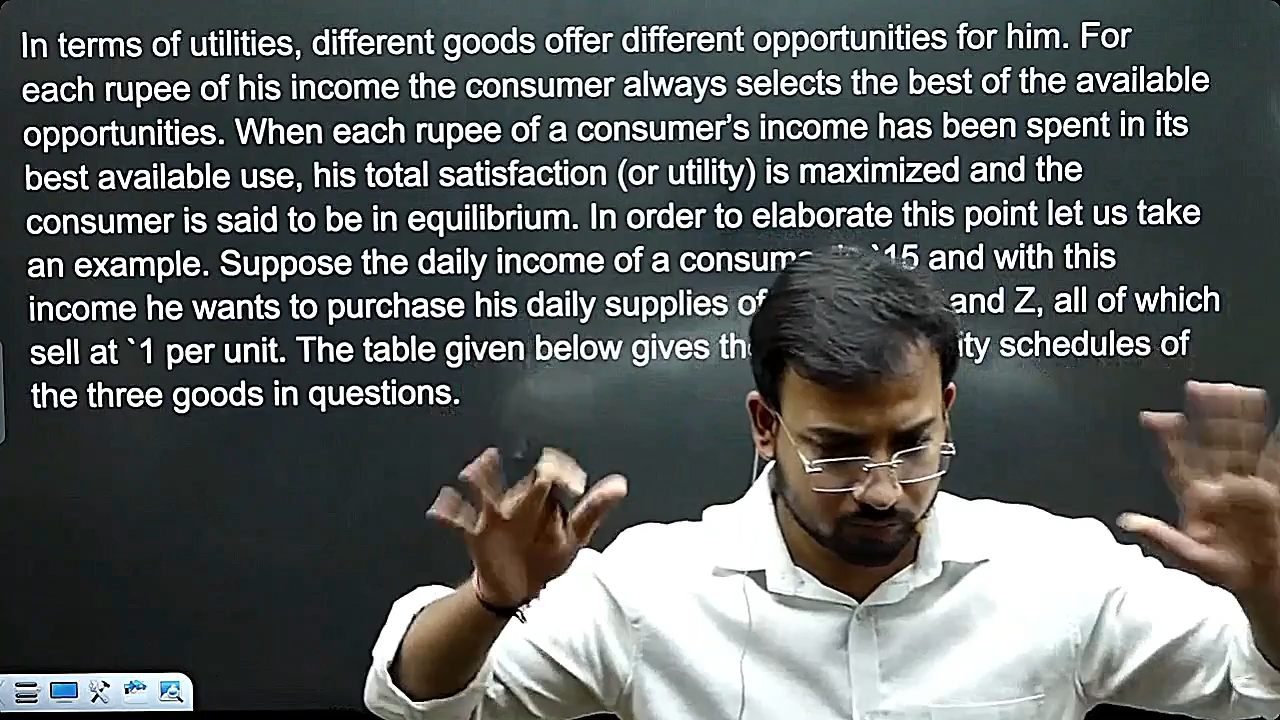 In terms of utilities, different goods offer different opportunities for him. For
each rupee of his income the consumer always selects the best of the available
opportunities. When each rupee of a consumer's income has been spent in its
best available use, his total satisfaction (or utility) is maximized and the
consumer is said to be in equilibrium. In order to elaborate this point let us take
an example. Suppose the daily income of a `15 and with this
income he wants to purchase his daily supplies of and Z, all of which
sell at `1 per unit. The table given below gives schedules of
the three goods in questions.